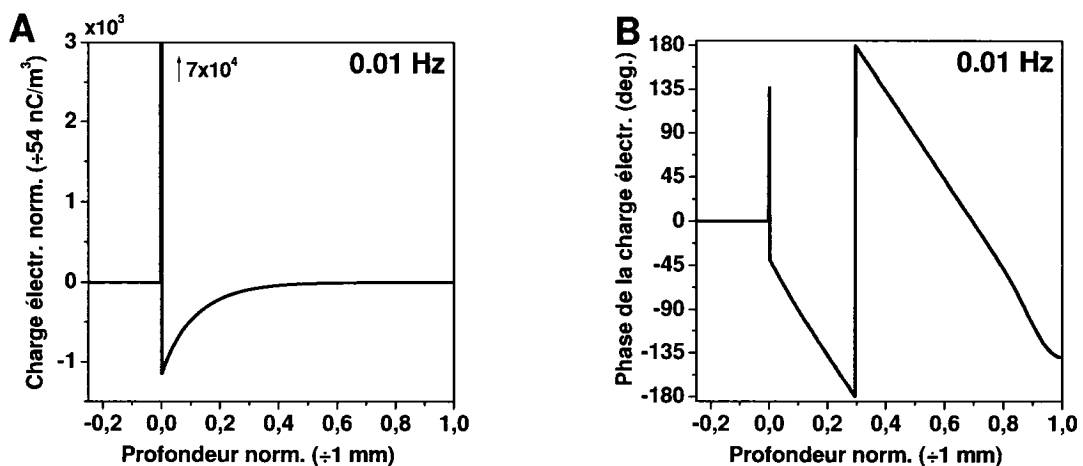 A
x10³
3
2
1
0
-1
Charge électr. norm. (÷54 nC/m³)
↑7x10⁴
0.01 Hz
-0,2 0,0 0,2 0,4 0,6 0,8 1,0
Profondeur norm. (÷1 mm)
B
180
135
90
45
0
-45
-90
-135
-180
Phase de la charge électr. (deg.)
0.01 Hz
-0,2 0,0 0,2 0,4 0,6 0,8 1,0
Profondeur norm. (÷1 mm)